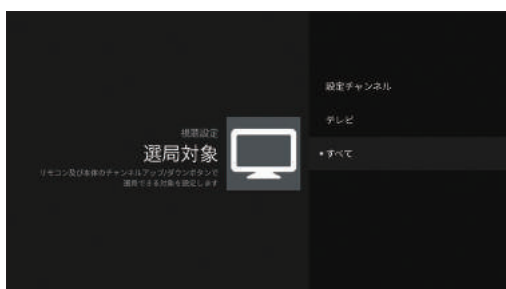 視聴設定
選局対象
リモコン及び本体のチャンネルアップ/ダウンボタンで
選局できる対象を設定します
設定チャンネル
テレビ
• すべて